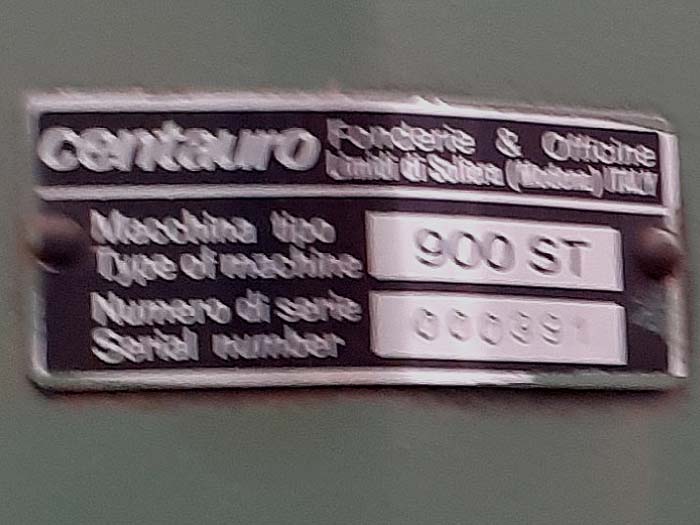 centauro
Fonderie & Officine
Limidi di Soliera (Modena) ITALY
Macchina tipo
Type of machine
900 ST
Numero di serie
Serial number